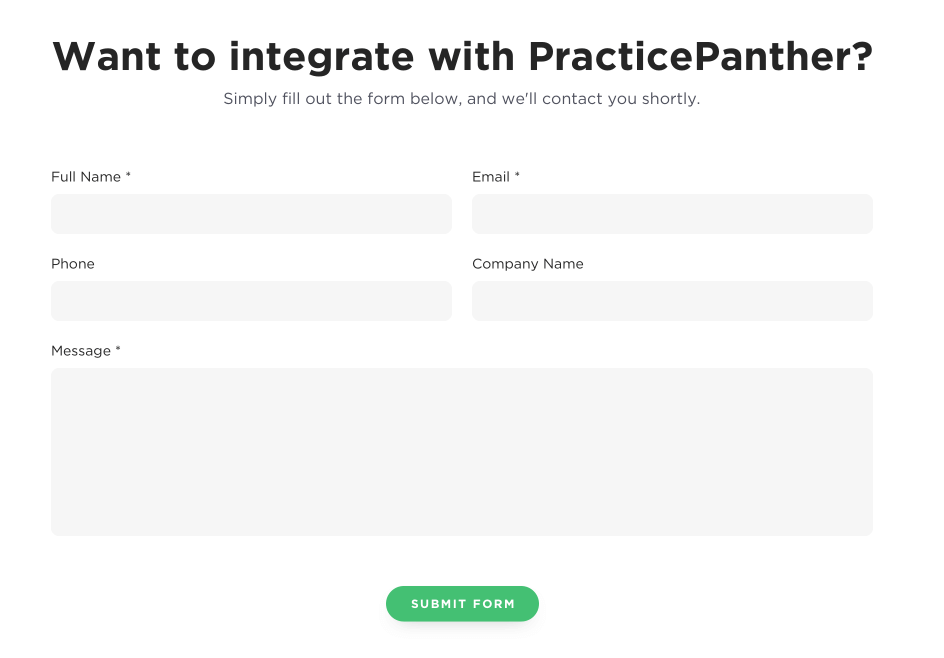 Want to integrate with PracticePanther?
Simply fill out the form below, and we'll contact you shortly.
Full Name *
Email *
Phone
Company Name
Message *
SUBMIT FORM